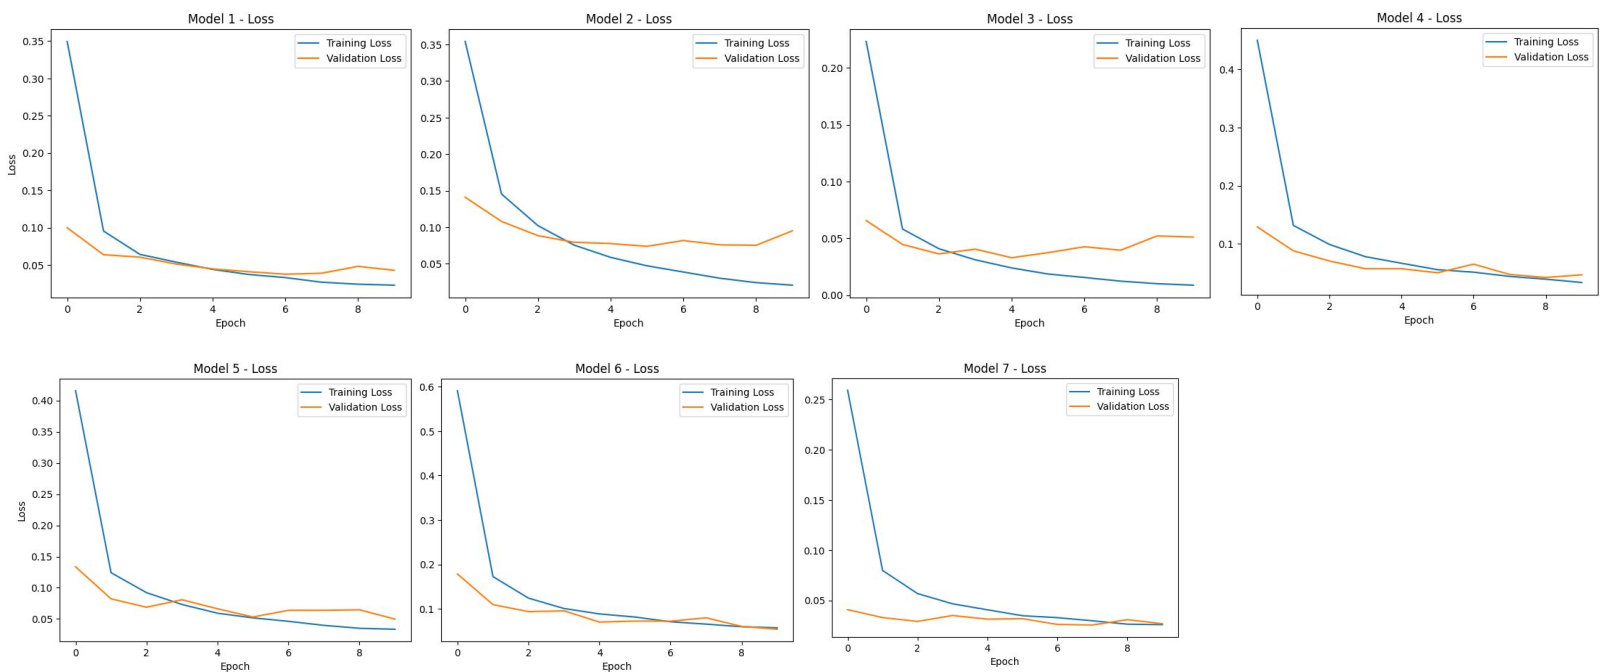 Model 1 - Loss
Training Loss
Validation Loss
0.35
0.30
0.25
0.20
0.15
0.10
0.05
Loss
0 2 4 6 8
Epoch
Model 2 - Loss
Training Loss
Validation Loss
0.35
0.30
0.25
0.20
0.15
0.10
0.05
0 2 4 6 8
Epoch
Model 3 - Loss
Training Loss
Validation Loss
0.20
0.15
0.10
0.05
0.00
0 2 4 6 8
Epoch
Model 4 - Loss
Training Loss
Validation Loss
0.4
0.3
0.2
0.1
0 2 4 6 8
Epoch
Model 5 - Loss
Training Loss
Validation Loss
0.40
0.35
0.30
0.25
0.20
0.15
0.10
0.05
Loss
0 2 4 6 8
Epoch
Model 6 - Loss
Training Loss
Validation Loss
0.6
0.5
0.4
0.3
0.2
0.1
0 2 4 6 8
Epoch
Model 7 - Loss
Training Loss
Validation Loss
0.25
0.20
0.15
0.10
0.05
0 2 4 6 8
Epoch